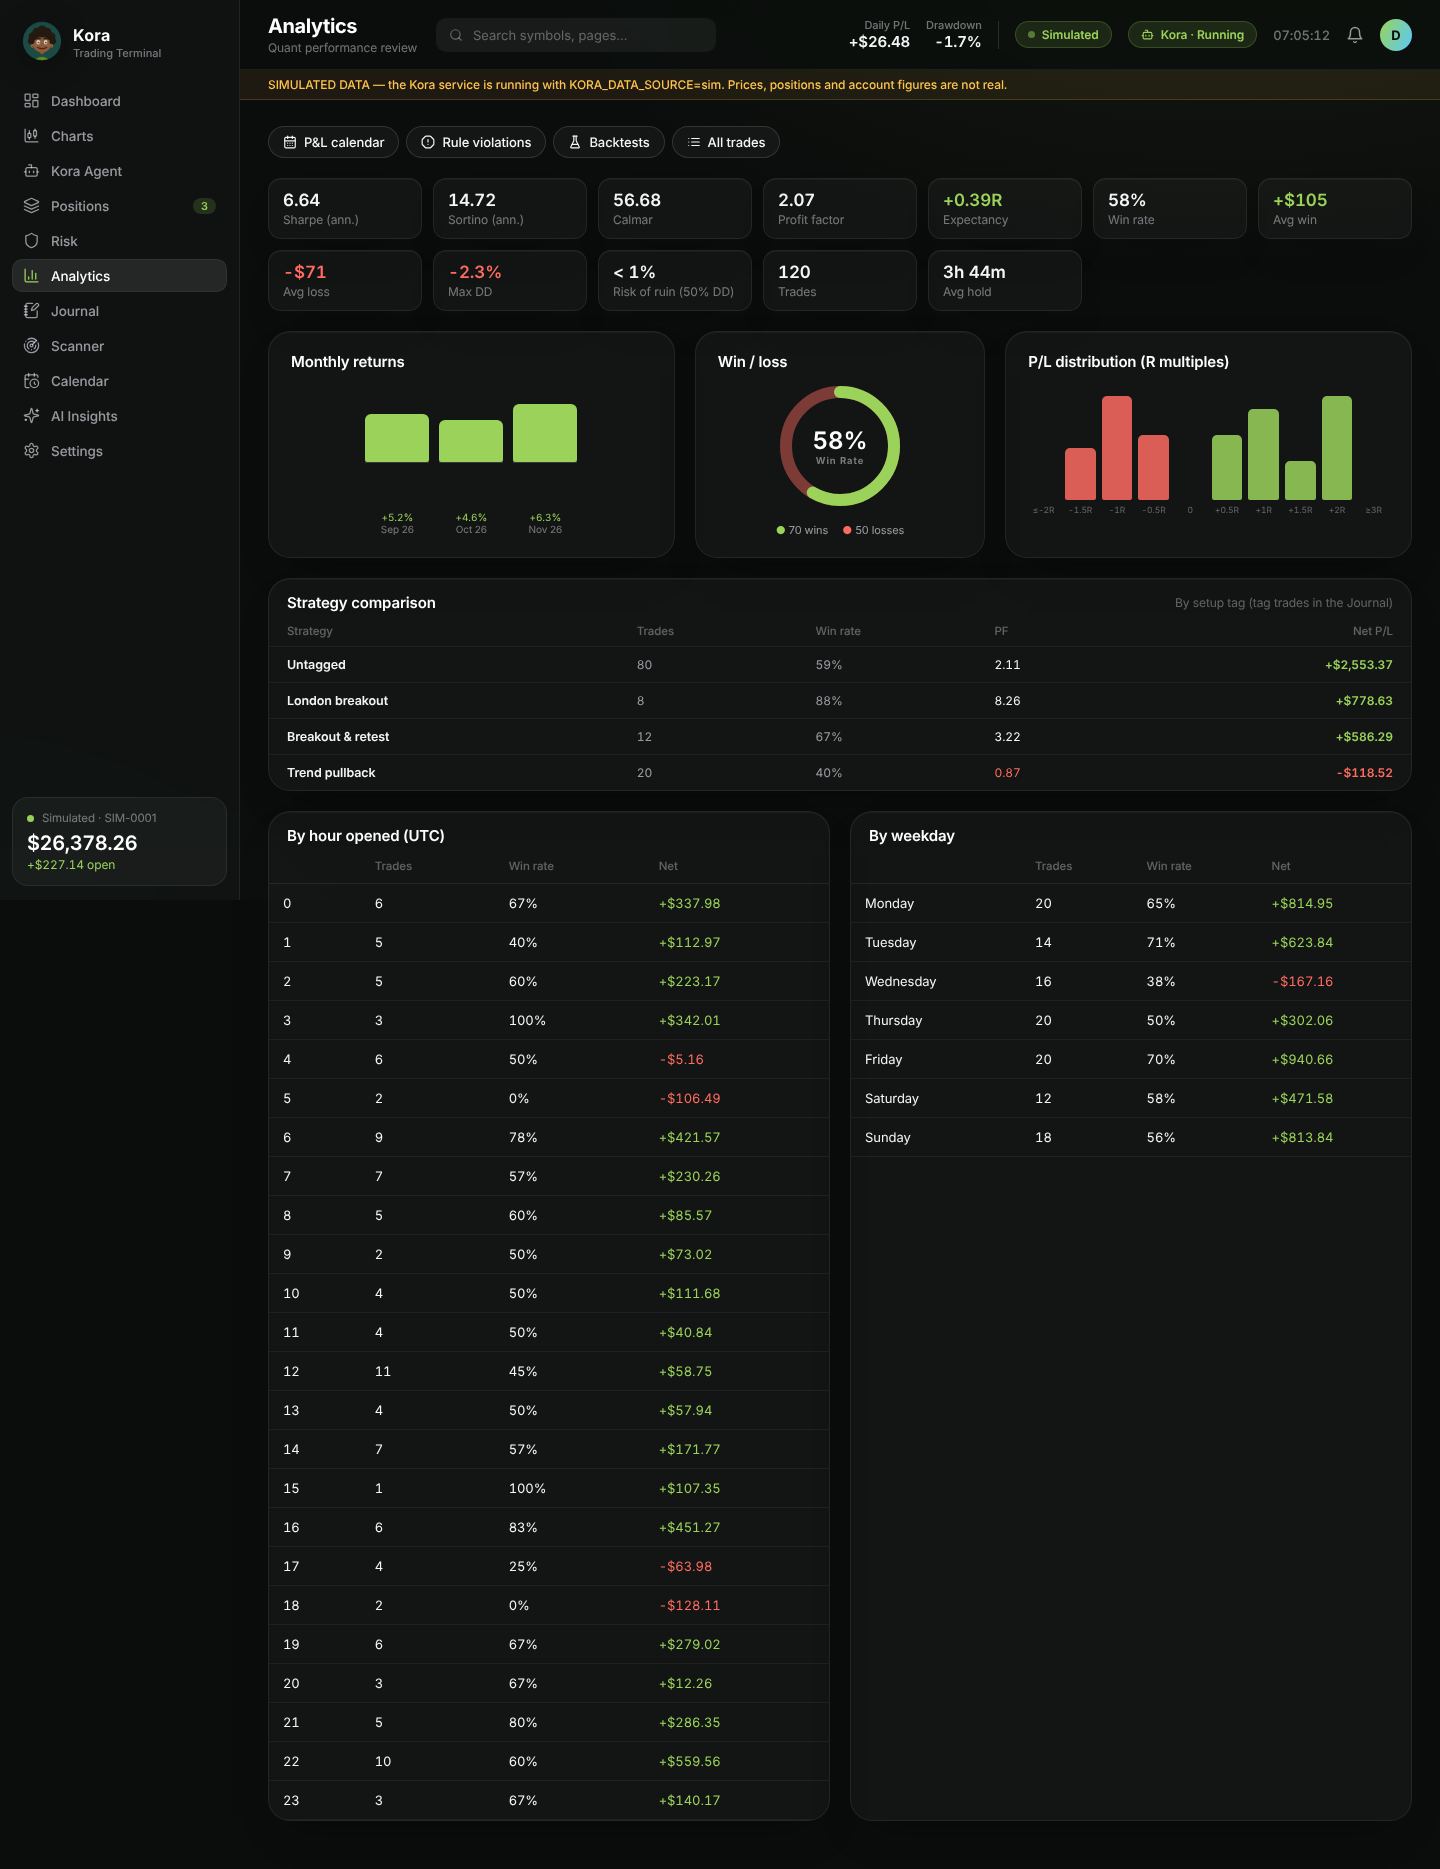 Kora
Trading Terminal
Dashboard
Charts
Kora Agent
Positions 3
Risk
Analytics
Journal
Scanner
Calendar
AI Insights
Settings
Simulated · SIM-0001
$26,378.26
+$227.14 open
Analytics
Quant performance review
Search symbols, pages...
Daily P/L
+$26.48
Drawdown
-1.7%
Simulated
Kora · Running
07:05:12
D
SIMULATED DATA — the Kora service is running with KORA_DATA_SOURCE=sim. Prices, positions and account figures are not real.
P&L calendar
Rule violations
Backtests
All trades
6.64
Sharpe (ann.)
14.72
Sortino (ann.)
56.68
Calmar
2.07
Profit factor
+0.39R
Expectancy
58%
Win rate
+$105
Avg win
-$71
Avg loss
-2.3%
Max DD
< 1%
Risk of ruin (50% DD)
120
Trades
3h 44m
Avg hold
Monthly returns
+5.2% +4.6% +6.3%
Sep 26 Oct 26 Nov 26
Win / loss
58%
Win Rate
70 wins 50 losses
P/L distribution (R multiples)
≤-2R -1.5R -1R -0.5R 0 +0.5R +1R +1.5R +2R ≥3R
Strategy comparison
By setup tag (tag trades in the Journal)
Strategy Trades Win rate PF Net P/L
Untagged 80 59% 2.11 +$2,553.37
London breakout 8 88% 8.26 +$778.63
Breakout & retest 12 67% 3.22 +$586.29
Trend pullback 20 40% 0.87 -$118.52
By hour opened (UTC)
Trades Win rate Net
0 6 67% +$337.98
1 5 40% +$112.97
2 5 60% +$223.17
3 3 100% +$342.01
4 6 50% -$5.16
5 2 0% -$106.49
6 9 78% +$421.57
7 7 57% +$230.26
8 5 60% +$85.57
9 2 50% +$73.02
10 4 50% +$111.68
11 4 50% +$40.84
12 11 45% +$58.75
13 4 50% +$57.94
14 7 57% +$171.77
15 1 100% +$107.35
16 6 83% +$451.27
17 4 25% -$63.98
18 2 0% -$128.11
19 6 67% +$279.02
20 3 67% +$12.26
21 5 80% +$286.35
22 10 60% +$559.56
23 3 67% +$140.17
By weekday
Trades Win rate Net
Monday 20 65% +$814.95
Tuesday 14 71% +$623.84
Wednesday 16 38% -$167.16
Thursday 20 50% +$302.06
Friday 20 70% +$940.66
Saturday 12 58% +$471.58
Sunday 18 56% +$813.84